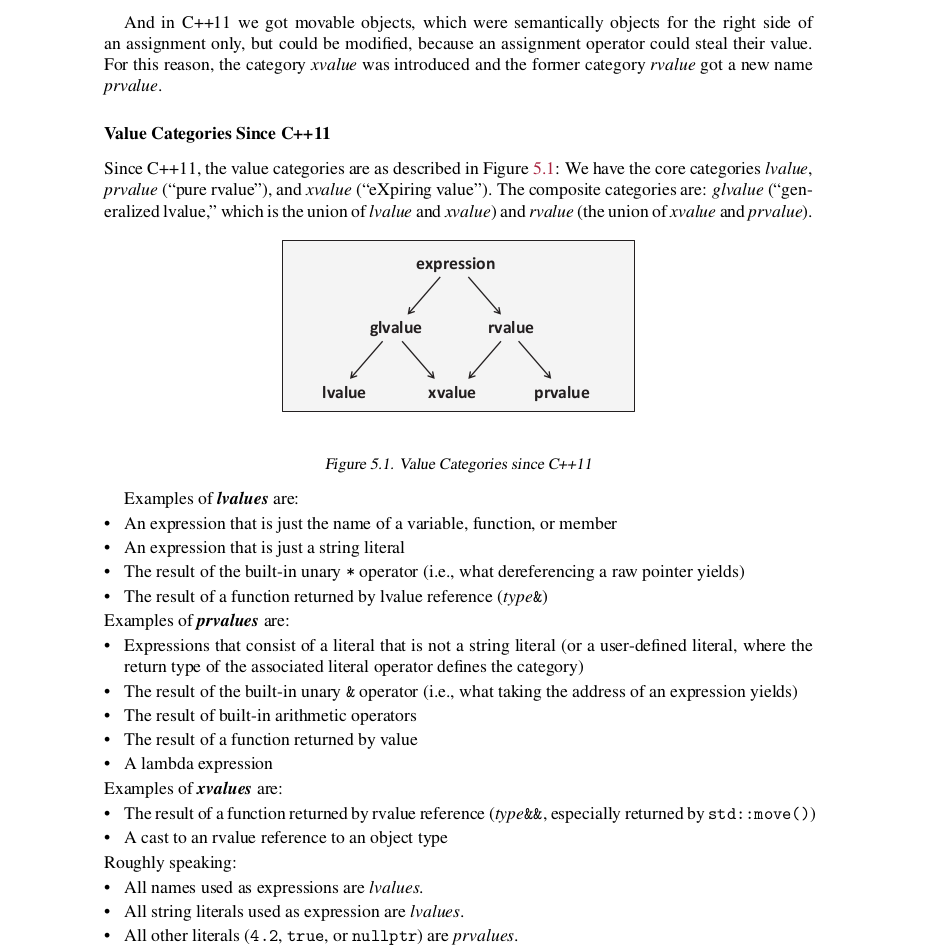 And in C++11 we got movable objects, which were semantically objects for the right side of
an assignment only, but could be modified, because an assignment operator could steal their value.
For this reason, the category xvalue was introduced and the former category rvalue got a new name
prvalue.
Value Categories Since C++11
Since C++11, the value categories are as described in Figure 5.1: We have the core categories lvalue,
prvalue (“pure rvalue”), and xvalue (“eXpiring value”). The composite categories are: glvalue (“gen-
eralized lvalue,” which is the union of lvalue and xvalue) and rvalue (the union of xvalue and prvalue).
expression
glvalue rvalue
lvalue xvalue prvalue
Figure 5.1. Value Categories since C++11
Examples of lvalues are:
• An expression that is just the name of a variable, function, or member
• An expression that is just a string literal
• The result of the built-in unary * operator (i.e., what dereferencing a raw pointer yields)
• The result of a function returned by lvalue reference (type&)
Examples of prvalues are:
• Expressions that consist of a literal that is not a string literal (or a user-defined literal, where the
return type of the associated literal operator defines the category)
• The result of the built-in unary & operator (i.e., what taking the address of an expression yields)
• The result of built-in arithmetic operators
• The result of a function returned by value
• A lambda expression
Examples of xvalues are:
• The result of a function returned by rvalue reference (type&&, especially returned by std::move())
• A cast to an rvalue reference to an object type
Roughly speaking:
• All names used as expressions are lvalues.
• All string literals used as expression are lvalues.
• All other literals (4.2, true, or nullptr) are prvalues.